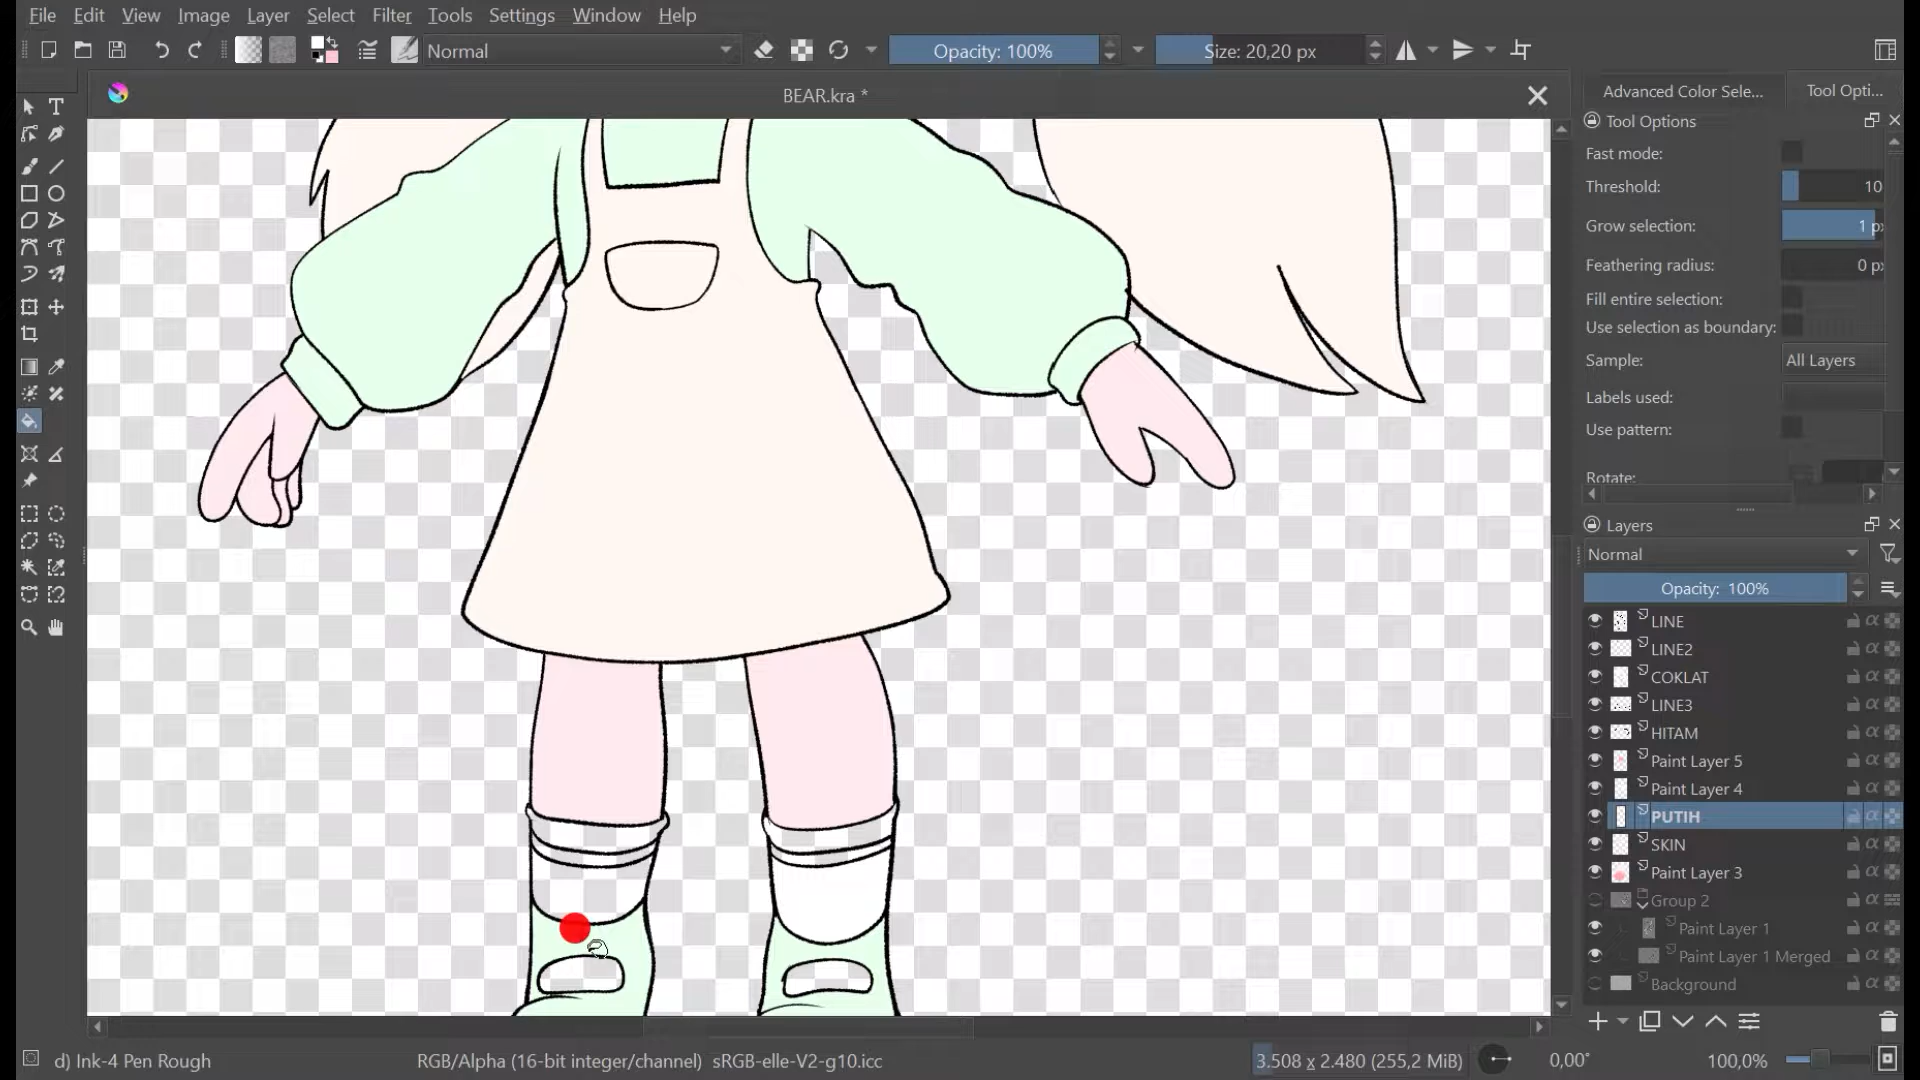 File Edit View Image Layer Select Filter Tools Settings Window Help
Normal Opacity: 100% Size: 20,20 px
BEAR.kra *
Advanced Color Sele... Tool Opti...
Tool Options
Fast mode:
Threshold: 10
Grow selection: 1 px
Feathering radius: 0 px
Fill entire selection:
Use selection as boundary:
Sample: All Layers
Labels used:
Use pattern:
Rotate:
Layers
Normal
Opacity: 100%
LINE
LINE2
COKLAT
LINE3
HITAM
Paint Layer 5
Paint Layer 4
PUTIH
SKIN
Paint Layer 3
Group 2
Paint Layer 1
Paint Layer 1 Merged
Background
d) Ink-4 Pen Rough RGB/Alpha (16-bit integer/channel) sRGB-elle-V2-g10.icc 3.508 x 2.480 (255,2 MiB) 0,00° 100,0%